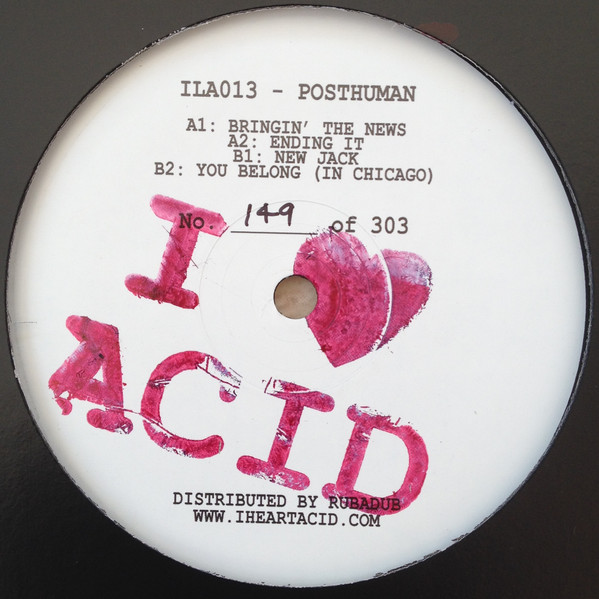 ILA013 - POSTHUMAN
A1: BRINGIN' THE NEWS
A2: ENDING IT
B1: NEW JACK
B2: YOU BELONG (IN CHICAGO)
No. 149 of 303
I
ACID
DISTRIBUTED BY RUBADUB
WWW.IHEARTACID.COM